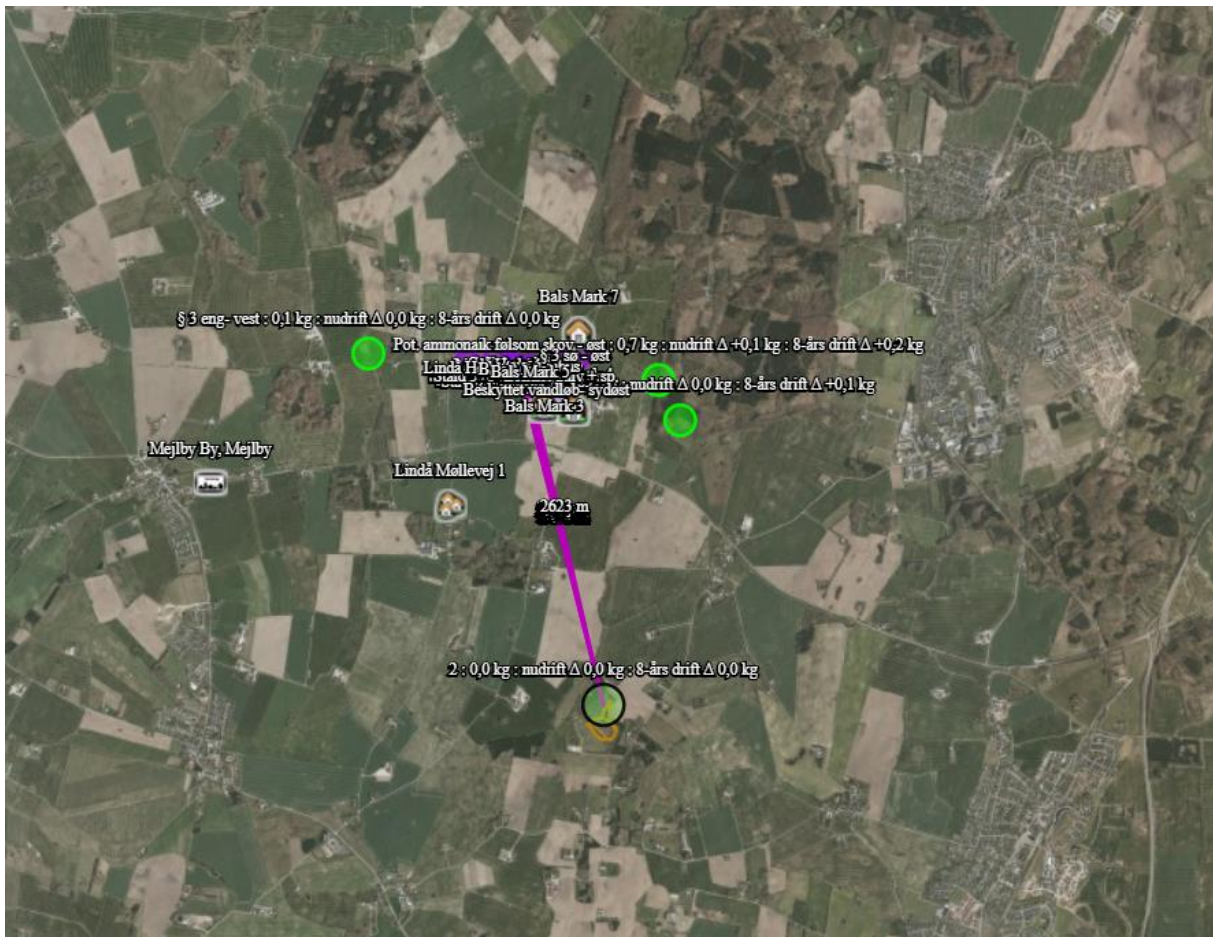 Bals Mark 7
§ 3 eng- vest : 0,1 kg : nudrift Δ 0,0 kg : 8-års drift Δ 0,0 kg
Pot. ammonaik følsom skov - øst : 0,7 kg : nudrift Δ +0,1 kg : 8-års drift Δ +0,2 kg
§ 3 sø - øst
Lindå HB
Bals Mark 5
nudrift Δ 0,0 kg : 8-års drift Δ +0,1 kg
Beskyttet vandløb- sydøst
Bals Mark 3
Mejlby By, Mejlby
Lindå Møllevej 1
2623 m
2 : 0,0 kg : nudrift Δ 0,0 kg : 8-års drift Δ 0,0 kg